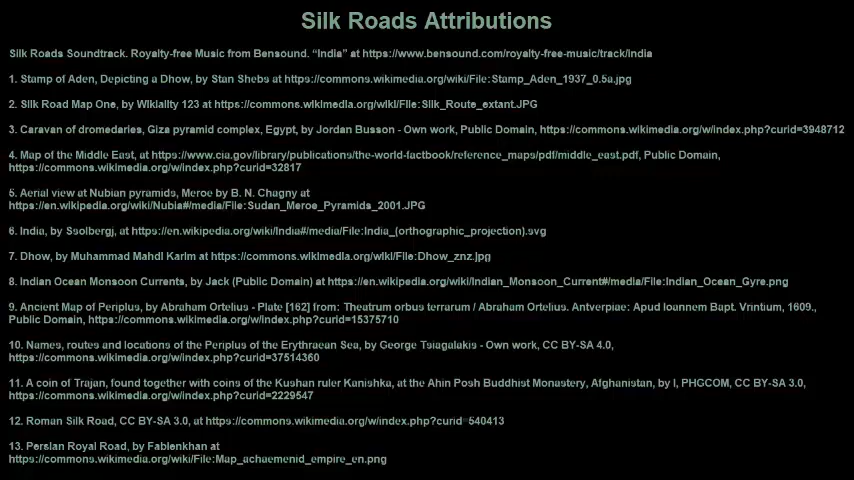 Silk Roads Attributions
Silk Roads Soundtrack. Royalty-free Music from Bensound. “India” at https://www.bensound.com/royalty-free-music/track/india
1. Stamp of Aden, Depicting a Dhow, by Stan Shebs at https://commons.wikimedia.org/wiki/File:Stamp_Aden_1937_0.5a.jpg
2. Silk Road Map One, by Wikiality 123 at https://commons.wikimedia.org/wiki/File:Silk_Route_extant.JPG
3. Caravan of dromedaries, Giza pyramid complex, Egypt, by Jordan Busson - Own work, Public Domain, https://commons.wikimedia.org/w/index.php?curid=3948712
4. Map of the Middle East, at https://www.cia.gov/library/publications/the-world-factbook/reference_maps/pdf/middle_east.pdf, Public Domain,
https://commons.wikimedia.org/w/index.php?curid=32817
5. Aerial view at Nubian pyramids, Meroe by B. N. Chagny at
https://en.wikipedia.org/wiki/Nubia#/media/File:Sudan_Meroe_Pyramids_2001.JPG
6. India, by Ssolbergj, at https://en.wikipedia.org/wiki/India#/media/File:India_(orthographic_projection).svg
7. Dhow, by Muhammad Mahdi Karim at https://commons.wikimedia.org/wiki/File:Dhow_znz.jpg
8. Indian Ocean Monsoon Currents, by Jack (Public Domain) at https://en.wikipedia.org/wiki/Indian_Monsoon_Current#/media/File:Indian_Ocean_Gyre.png
9. Ancient Map of Periplus, by Abraham Ortelius - Plate [162] from: Theatrum orbus terrarum / Abraham Ortelius. Antverpiae: Apud Ioannem Bapt. Vrintium, 1609.,
Public Domain, https://commons.wikimedia.org/w/index.php?curid=15375710
10. Names, routes and locations of the Periplus of the Erythraean Sea, by George Tsiagalakis - Own work, CC BY-SA 4.0,
https://commons.wikimedia.org/w/index.php?curid=37514360
11. A coin of Trajan, found together with coins of the Kushan ruler Kanishka, at the Ahin Posh Buddhist Monastery, Afghanistan, by I, PHGCOM, CC BY-SA 3.0,
https://commons.wikimedia.org/w/index.php?curid=2229547
12. Roman Silk Road, CC BY-SA 3.0, at https://commons.wikimedia.org/w/index.php?curid=540413
13. Persian Royal Road, by Fabienkhan at
https://commons.wikimedia.org/wiki/File:Map_achaemenid_empire_en.png